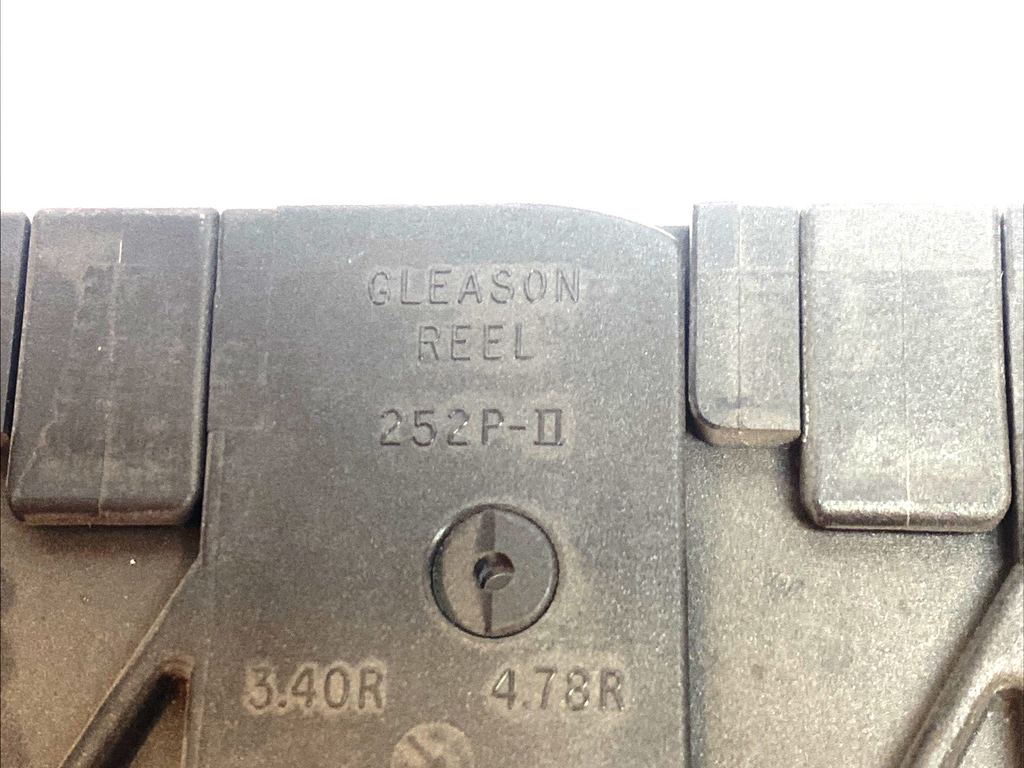 GLEASON
REEL
252P-II
3.40R 4.78R